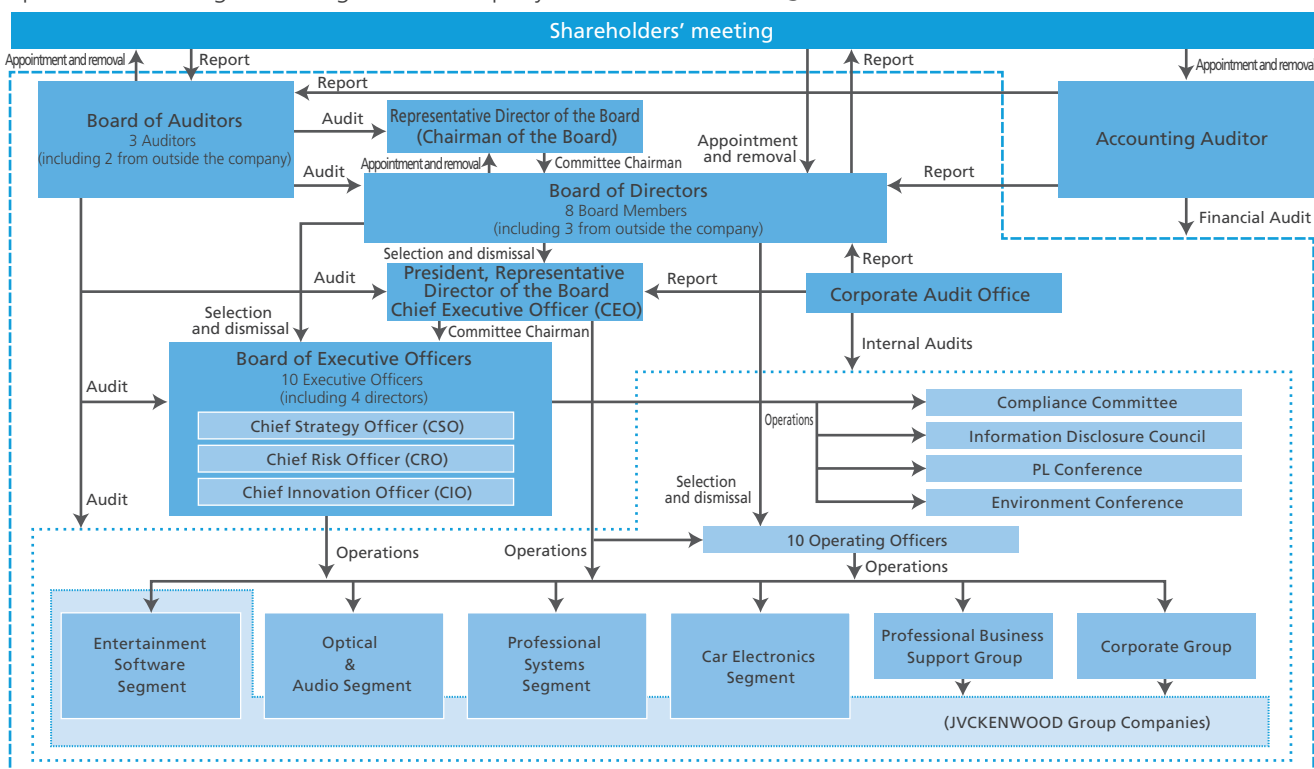 Shareholders' meeting
Appointment and removal
Report
Report
Appointment and removal
Report
Board of Auditors
3 Auditors
(including 2 from outside the company)
Audit
Representative Director of the Board
(Chairman of the Board)
Appointment
and removal
Accounting Auditor
Appointment and removal
Committee Chairman
Audit
Board of Directors
8 Board Members
(including 3 from outside the company)
Report
Financial Audit
Selection and dismissal
Report
Audit
President, Representative
Director of the Board
Chief Executive Officer (CEO)
Report
Corporate Audit Office
Selection
and dismissal
Committee Chairman
Internal Audits
Board of Executive Officers
10 Executive Officers
(including 4 directors)
Audit
Chief Strategy Officer (CSO)
Chief Risk Officer (CRO)
Chief Innovation Officer (CIO)
Operations
Compliance Committee
Information Disclosure Council
PL Conference
Environment Conference
Audit
Selection
and dismissal
10 Operating Officers
Operations
Operations
Operations
Entertainment
Software
Segment
Optical
&
Audio Segment
Professional
Systems
Segment
Car Electronics
Segment
Professional Business
Support Group
Corporate Group
(JVCKENWOOD Group Companies)